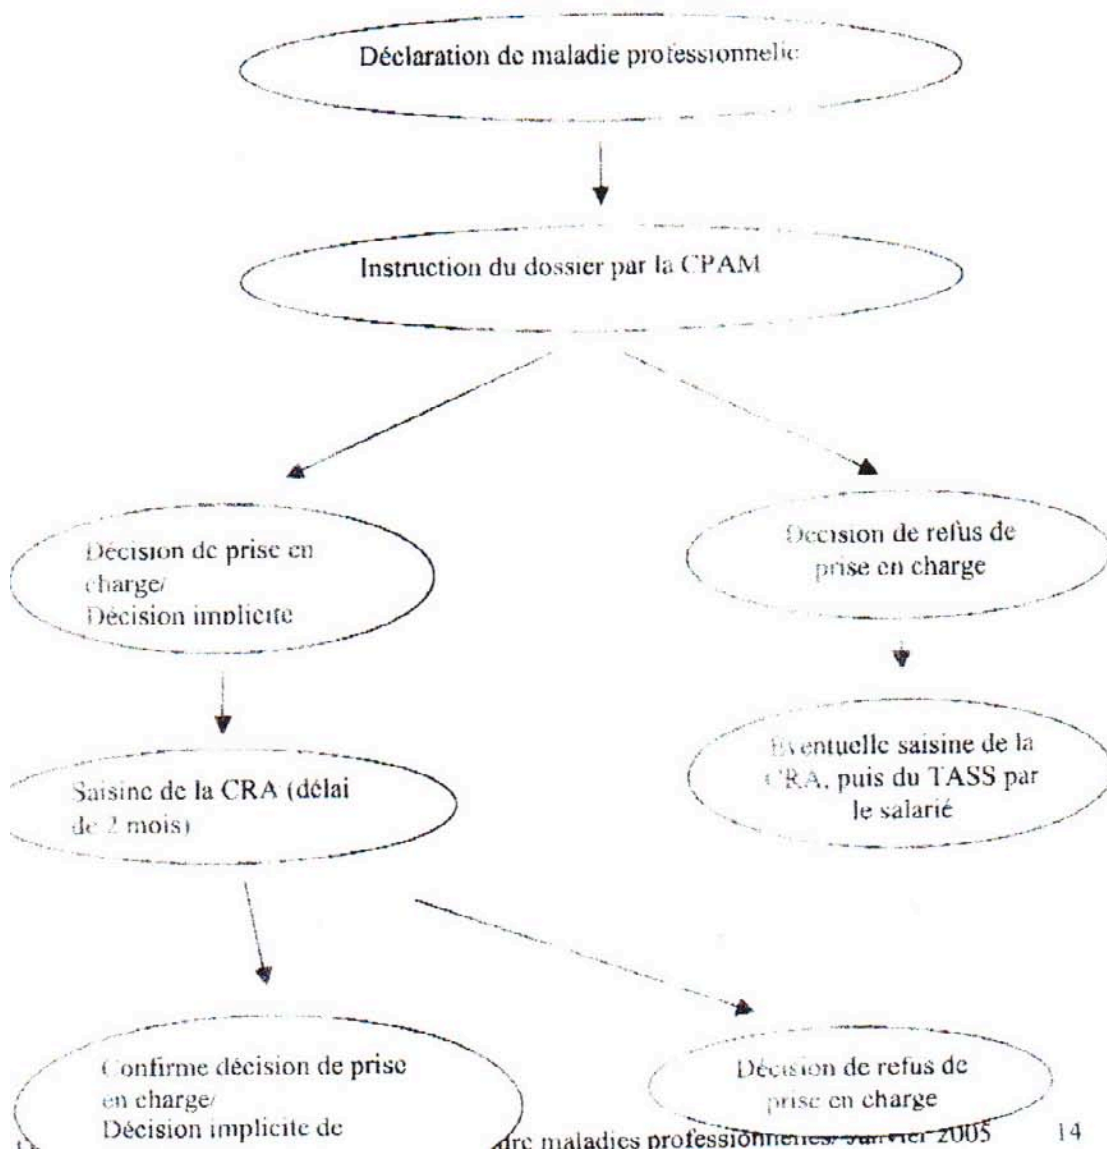 Déclaration de maladie professionnelle
Instruction du dossier par la CPAM
Décision de prise en
charge/
Décision implicite
Décision de refus de
prise en charge
Saisine de la CRA (délai
de 2 mois)
Eventuelle saisine de la
CRA, puis du TASS par
le salarié
Confirme décision de prise
en charge/
Décision implicite de
Décision de refus de
prise en charge
maladies professionnelles/ Janvier 2005 14